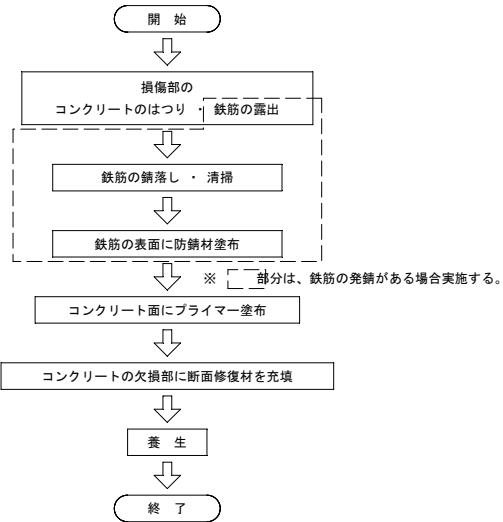 開 始
損傷部の
コンクリートのはつり ・ 鉄筋の露出
鉄筋の錆落し ・ 清掃
鉄筋の表面に防錆材塗布
※ 部分は、鉄筋の発錆がある場合実施する。
コンクリート面にプライマー塗布
コンクリートの欠損部に断面修復材を充填
養 生
終 了